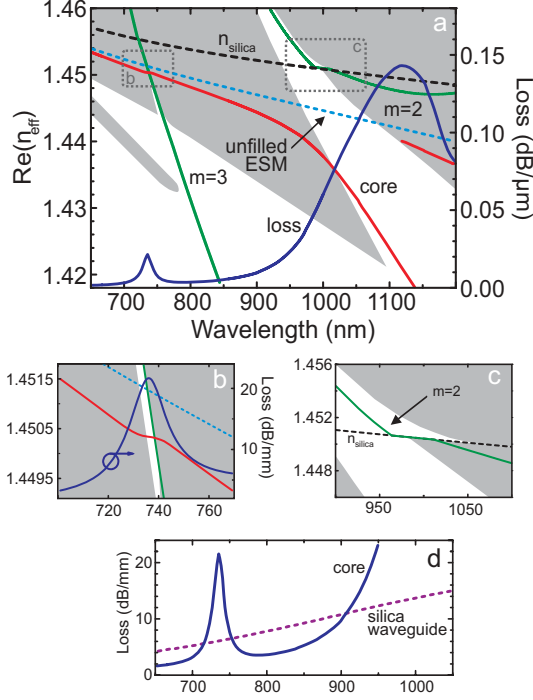 1.46
1.45
1.44
1.43
1.42
Re(n_eff)
a
n_silica
c
b
m=2
unfilled
ESM
m=3
core
loss
0.15
0.10
0.05
0.00
Loss (dB/μm)
700 800 900 1000 1100
Wavelength (nm)
1.4515
1.4505
1.4495
b
20
10
Loss (dB/mm)
720 740 760
1.456
1.452
1.448
c
m=2
n_silica
950 1050
Loss (dB/mm)
20
10
0
d
core
silica
waveguide
700 800 900 1000